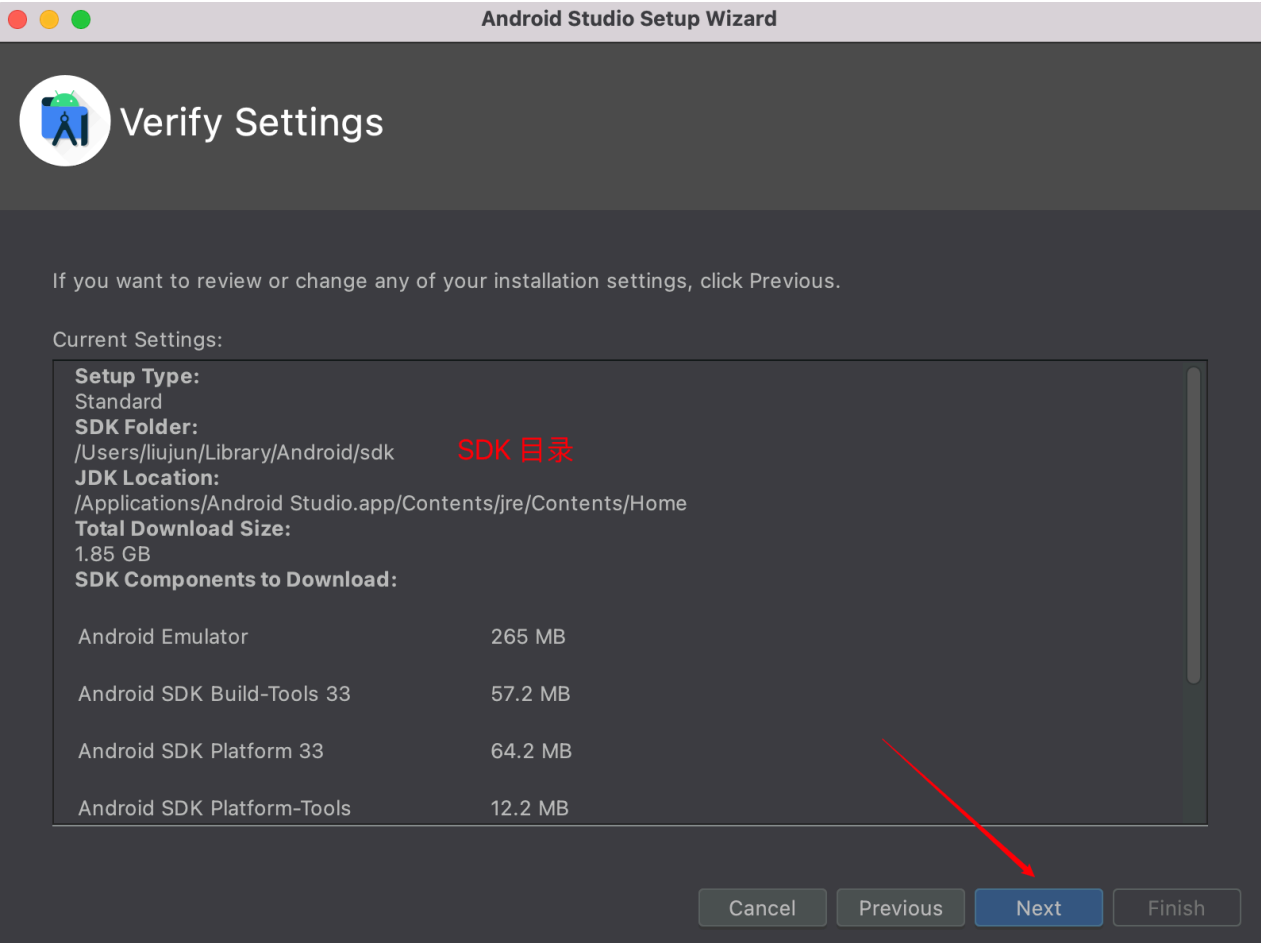 Android Studio Setup Wizard
Verify Settings
If you want to review or change any of your installation settings, click Previous.
Current Settings:
Setup Type:
Standard
SDK Folder:
/Users/liujun/Library/Android/sdk SDK 目录
JDK Location:
/Applications/Android Studio.app/Contents/jre/Contents/Home
Total Download Size:
1.85 GB
SDK Components to Download:
Android Emulator 265 MB
Android SDK Build-Tools 33 57.2 MB
Android SDK Platform 33 64.2 MB
Android SDK Platform-Tools 12.2 MB
Cancel Previous Next Finish